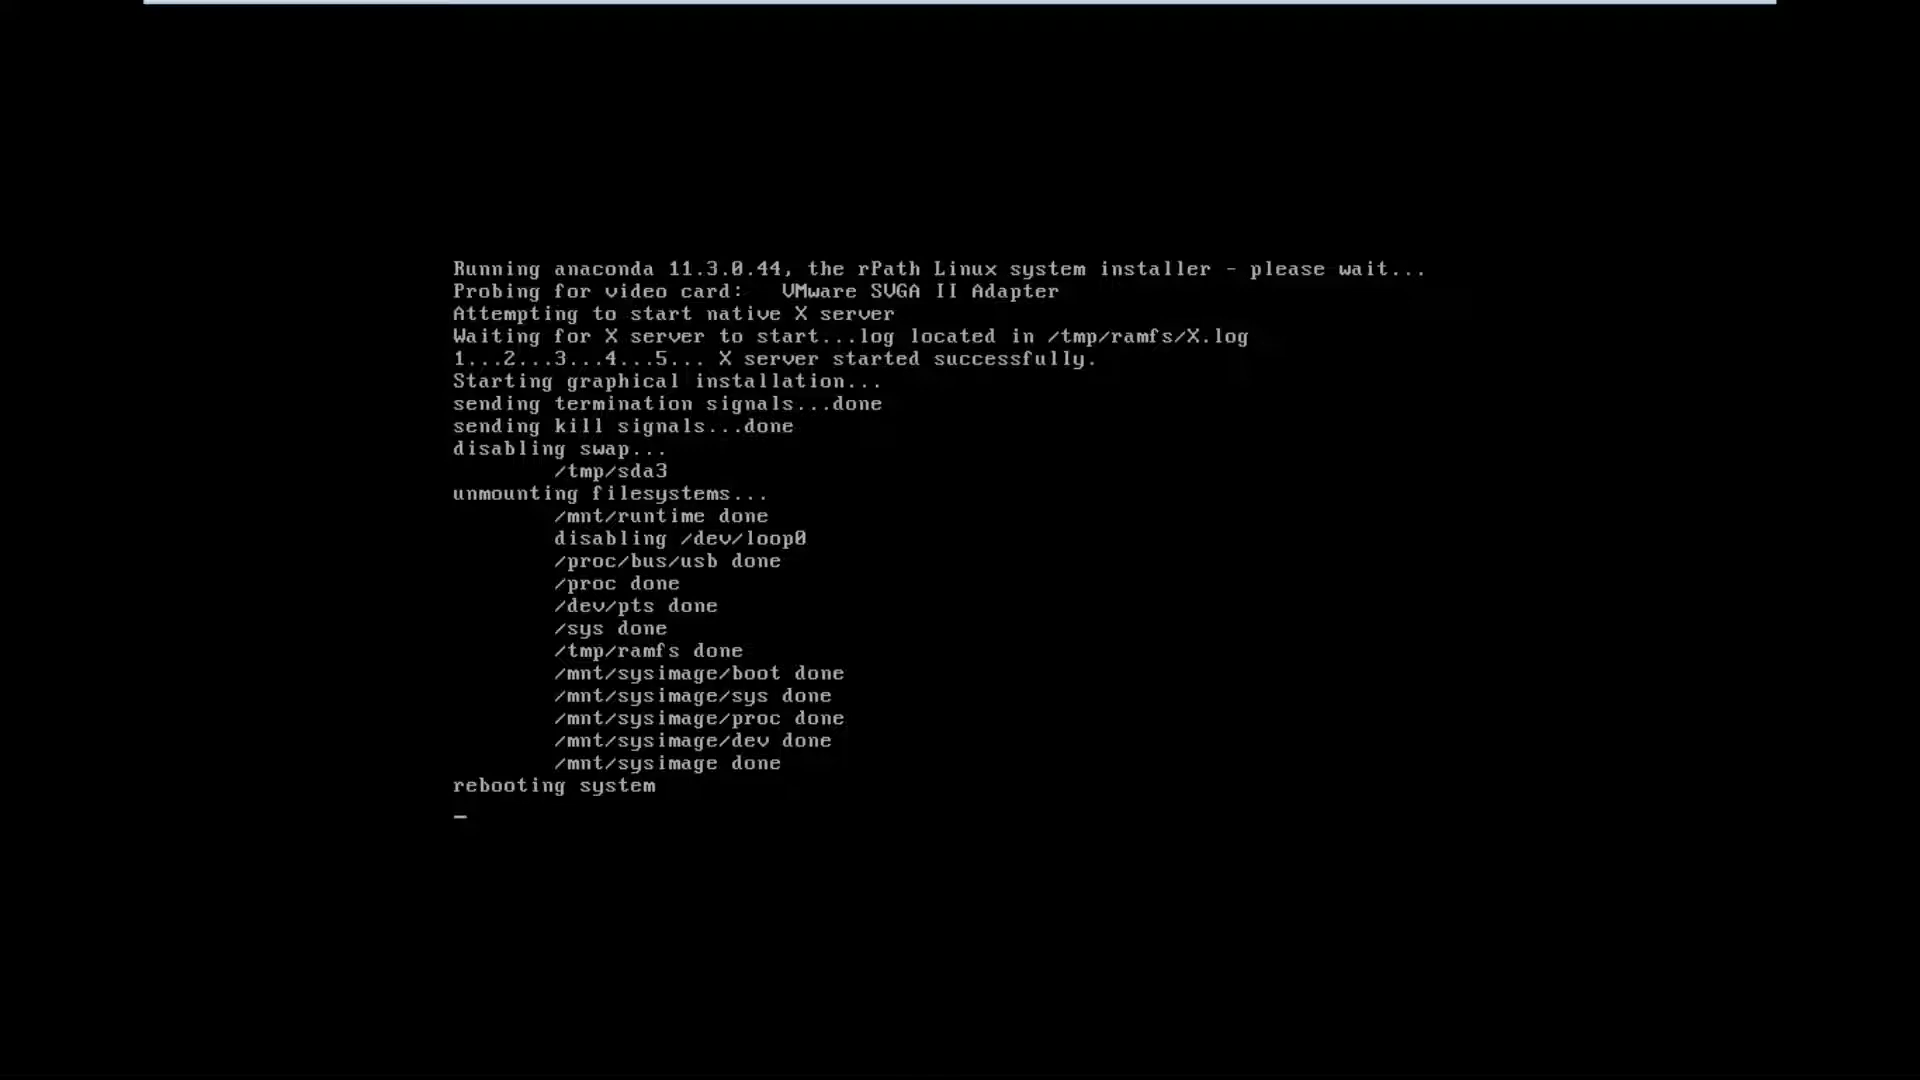 Running anaconda 11.3.0.44, the rPath Linux system installer - please wait...
Probing for video card:   VMware SVGA II Adapter
Attempting to start native X server
Waiting for X server to start...log located in /tmp/ramfs/X.log
1...2...3...4...5... X server started successfully.
Starting graphical installation...
sending termination signals...done
sending kill signals...done
disabling swap...
        /tmp/sda3
unmounting filesystems...
        /mnt/runtime done
        disabling /dev/loop0
        /proc/bus/usb done
        /proc done
        /dev/pts done
        /sys done
        /tmp/ramfs done
        /mnt/sysimage/boot done
        /mnt/sysimage/sys done
        /mnt/sysimage/proc done
        /mnt/sysimage/dev done
        /mnt/sysimage done
rebooting system